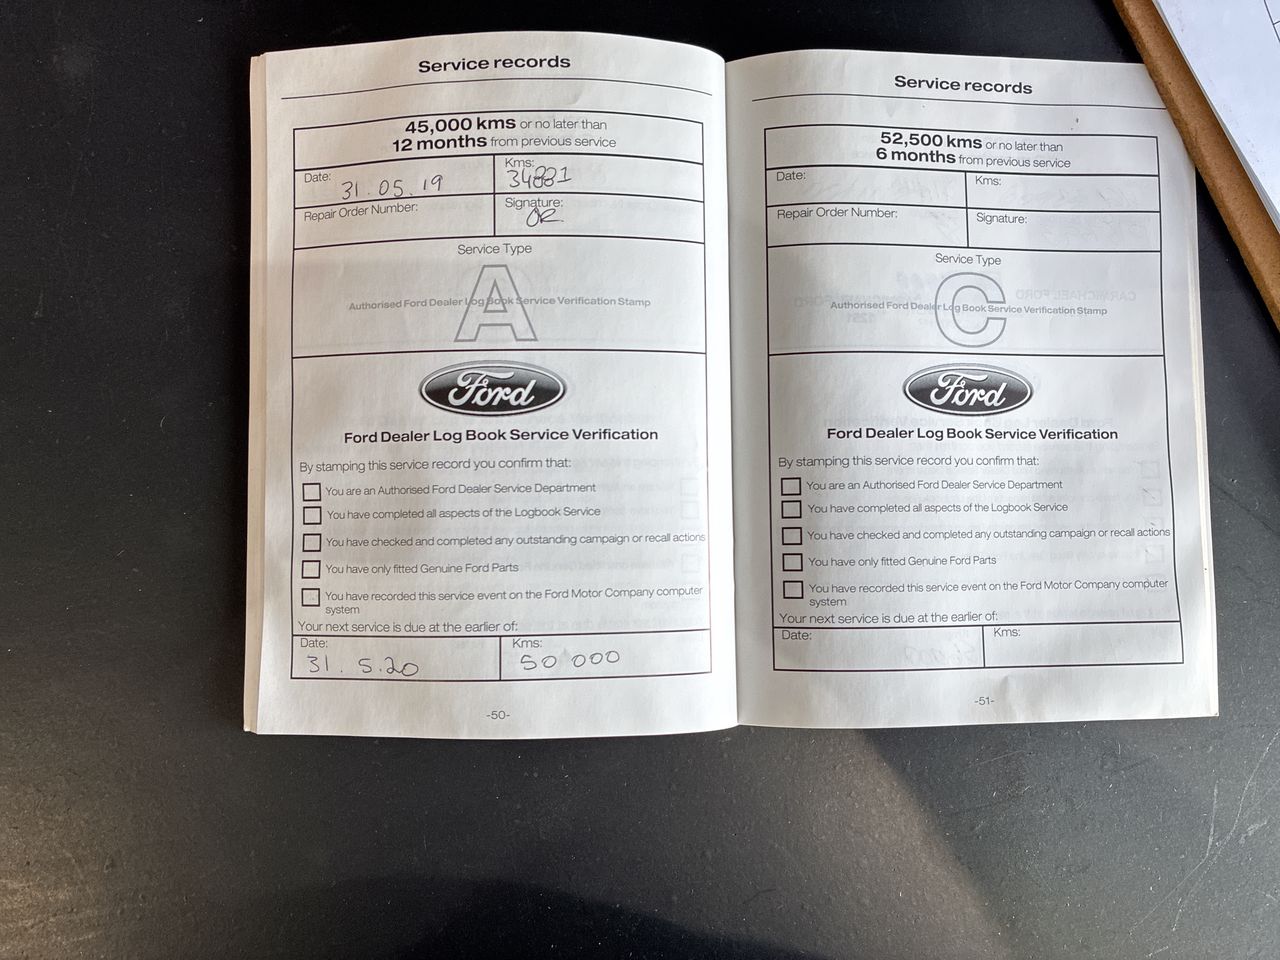 Service records
45,000 kms or no later than
12 months from previous service
Date: 31.05.19
Kms: 34881
Repair Order Number:
Signature:
Service Type
A
Authorised Ford Dealer Log Book Service Verification Stamp
Ford
Ford Dealer Log Book Service Verification
By stamping this service record you confirm that:
You are an Authorised Ford Dealer Service Department
You have completed all aspects of the Logbook Service
You have checked and completed any outstanding campaign or recall actions
You have only fitted Genuine Ford Parts
You have recorded this service event on the Ford Motor Company computer
system
Your next service is due at the earlier of:
Date: 31.5.20
Kms: 50 000
-50-
Service records
52,500 kms or no later than
6 months from previous service
Date:
Kms:
Repair Order Number:
Signature:
Service Type
C
Authorised Ford Dealer Log Book Service Verification Stamp
Ford
Ford Dealer Log Book Service Verification
By stamping this service record you confirm that:
You are an Authorised Ford Dealer Service Department
You have completed all aspects of the Logbook Service
You have checked and completed any outstanding campaign or recall actions
You have only fitted Genuine Ford Parts
You have recorded this service event on the Ford Motor Company computer
system
Your next service is due at the earlier of:
Date:
Kms:
-51-